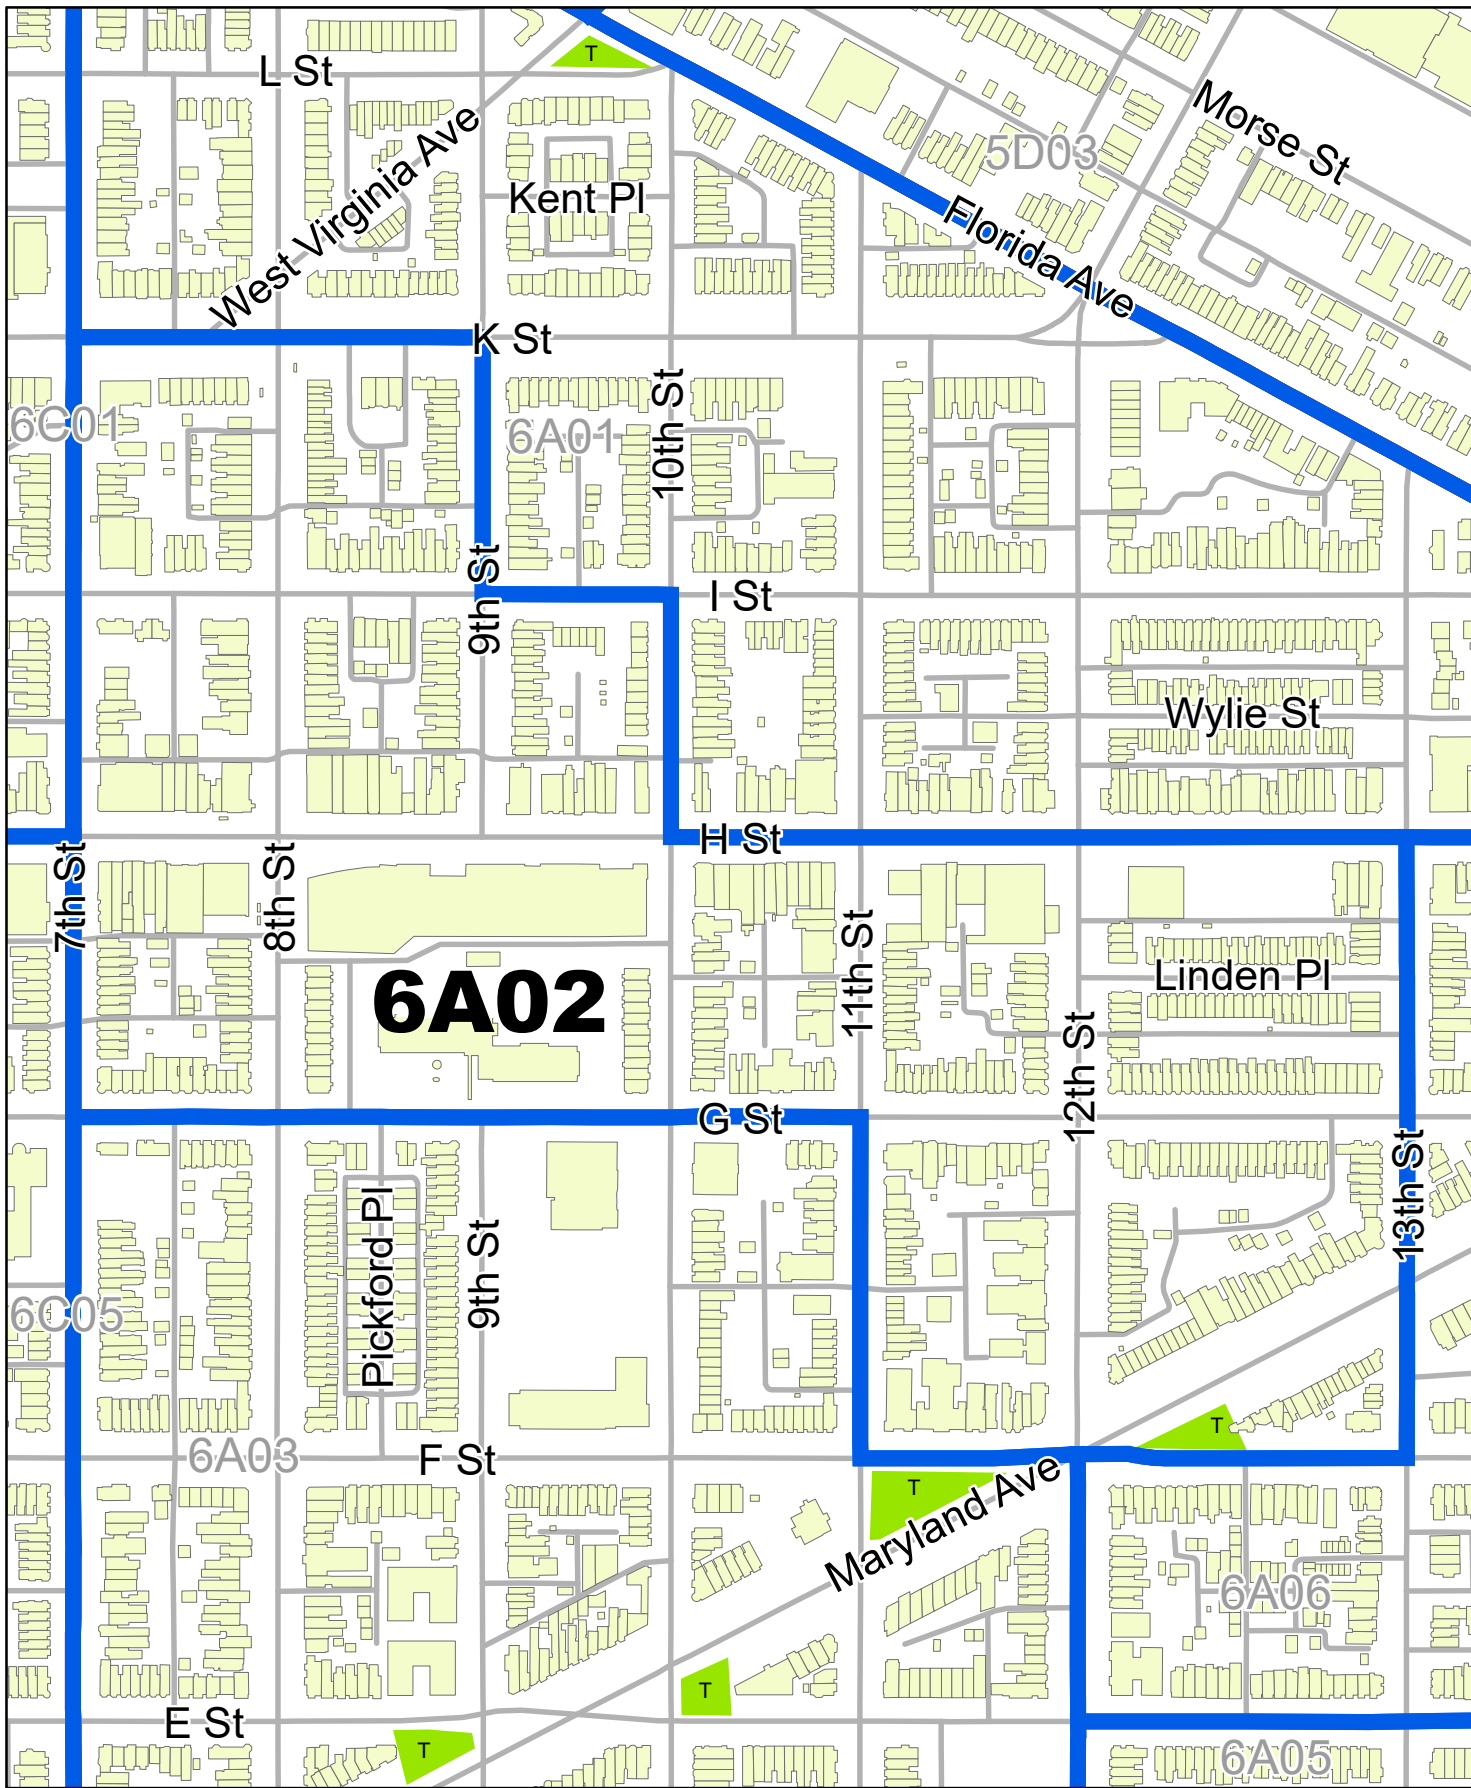 T
L St
Morse St
West Virginia Ave
5D03
Kent Pl
Florida Ave
K St
6C01
6A01
10th St
9th St
I St
Wylie St
H St
7th St
8th St
11th St
6A02
Linden Pl
12th St
G St
13th St
Pickford Pl
9th St
6C05
T
6A03
F St
T
Maryland Ave
6A06
T
E St
T
6A05